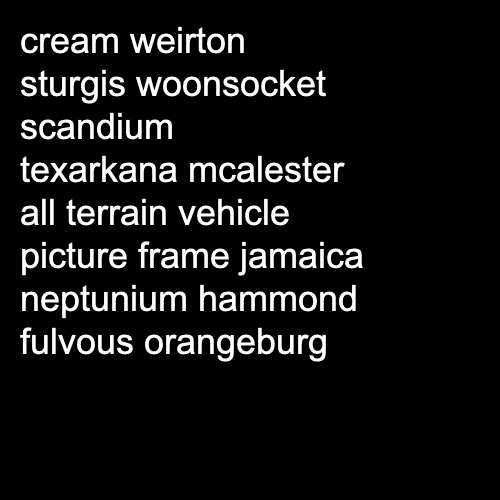 cream weirton
sturgis woonsocket
scandium
texarkana mcalester
all terrain vehicle
picture frame jamaica
neptunium hammond
fulvous orangeburg